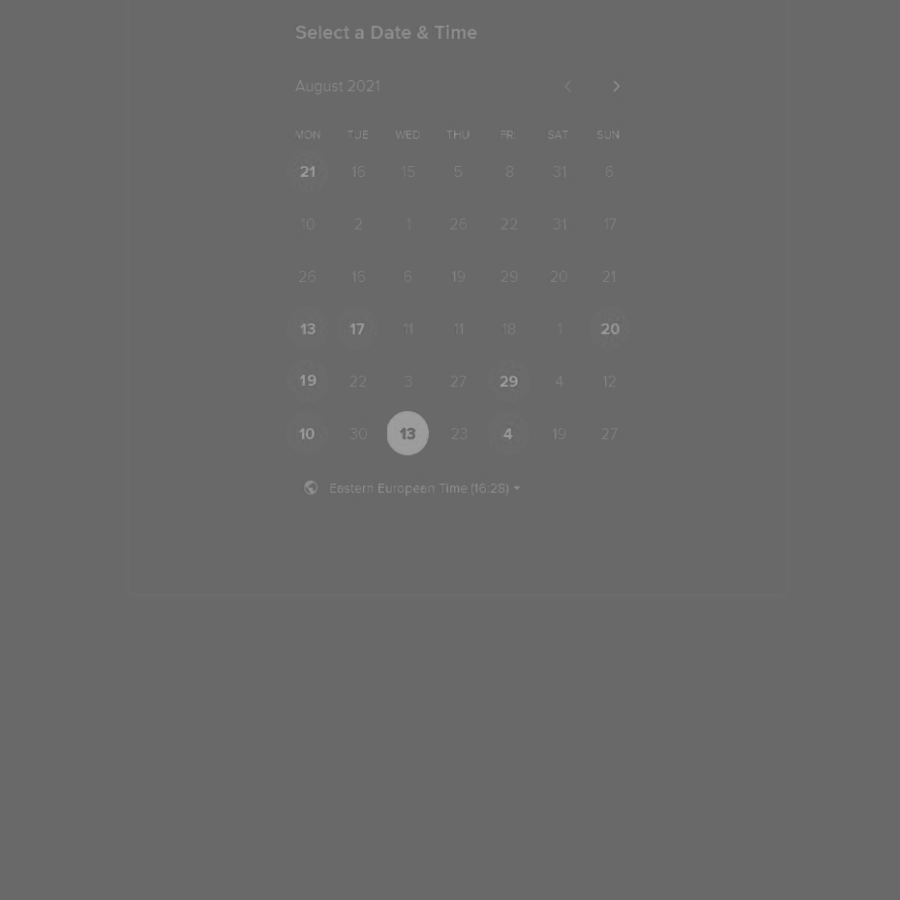 Select a Date & Time
August 2021
MON TUE WED THU FRI SAT SUN
21 16 15 5 8 31 6
10 2 1 26 22 31 17
26 16 6 19 29 20 21
13 17 11 11 18 1 20
19 22 3 27 29 4 12
10 30 13 23 4 19 27
Eastern European Time (16:28)